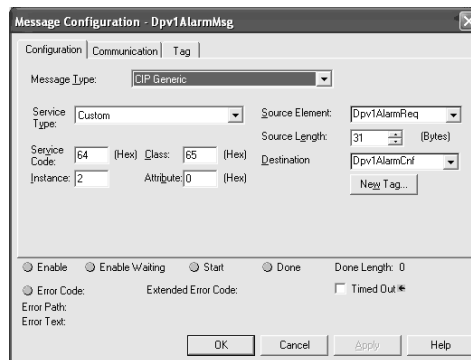 Message Configuration - Dpv1AlarmMsg
Configuration Communication Tag
Message Type: CIP Generic
Service Type: Custom
Source Element: Dpv1AlarmReq
Source Length: 31 (Bytes)
Service Code: 64 (Hex) Class: 65 (Hex)
Destination Dpv1AlarmCnf
Instance: 2 Attribute: 0 (Hex)
New Tag...
Enable Enable Waiting Start Done Done Length: 0
Error Code: Extended Error Code: Timed Out
Error Path:
Error Text:
OK Cancel Apply Help